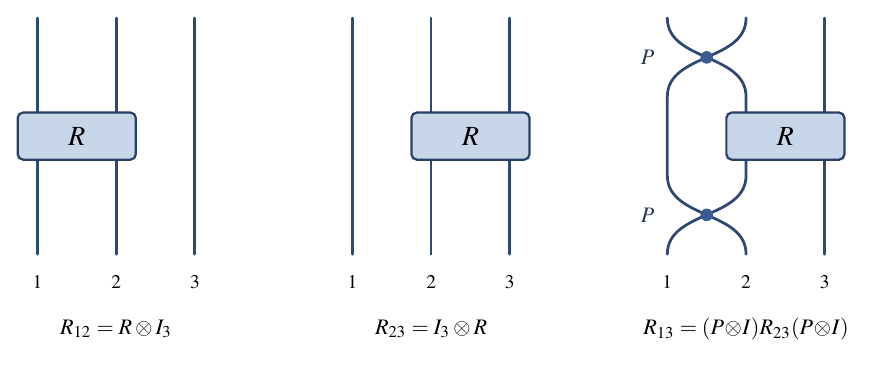 P
R R R
P
1 2 3 1 2 3 1 2 3
R₁₂ = R ⊗ I₃ R₂₃ = I₃ ⊗ R R₁₃ = (P⊗I)R₂₃(P⊗I)